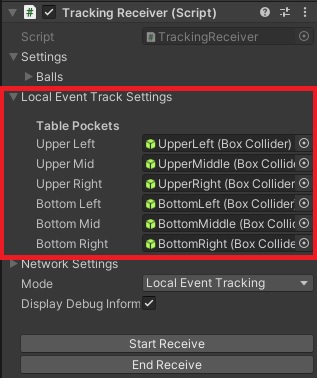 Tracking Receiver (Script)
Script TrackingReceiver
Settings
Balls
Local Event Track Settings
Table Pockets
Upper Left UpperLeft (Box Collider)
Upper Mid UpperMiddle (Box Collider)
Upper Right UpperRight (Box Collider
Bottom Left BottomLeft (Box Collider)
Bottom Mid BottomMiddle (Box Collic
Bottom Right BottomRight (Box Collide
Network Settings
Mode Local Event Tracking
Display Debug Inform
Start Receive
End Receive